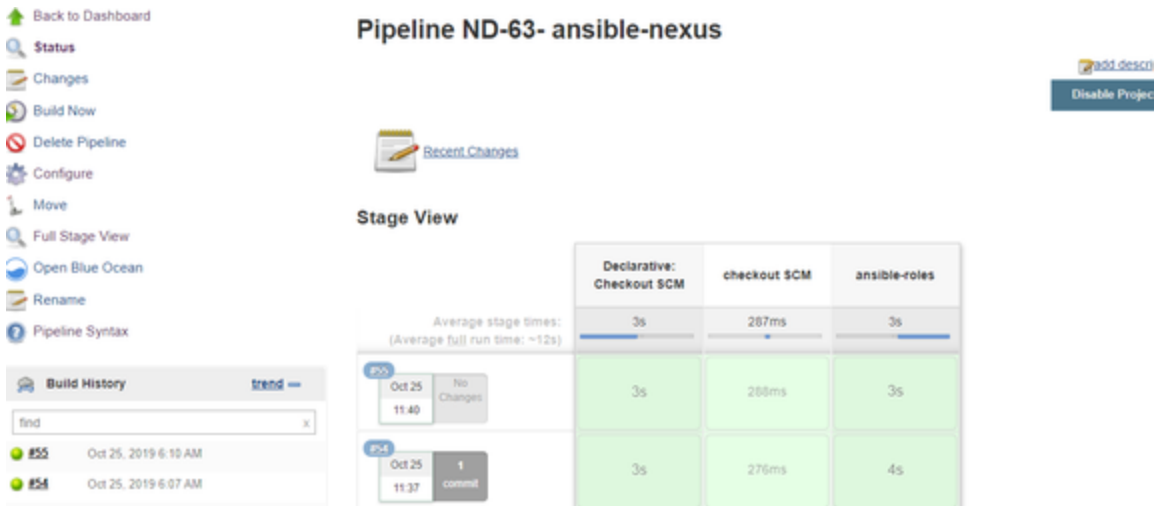 Back to Dashboard
Status
Changes
Build Now
Delete Pipeline
Configure
Move
Full Stage View
Open Blue Ocean
Rename
Pipeline Syntax
Build History trend
find x
#55 Oct 25, 2019 6:10 AM
#54 Oct 25, 2019 6:07 AM
Pipeline ND-63- ansible-nexus
add descri
Disable Projec
Recent Changes
Stage View
Declarative: Checkout SCM
checkout SCM
ansible-roles
Average stage times: 3s 287ms 3s
(Average full run time: ~12s)
#55
Oct 25 11:40
No Changes
3s 288ms 3s
#54
Oct 25 11:37
1 commit
3s 276ms 4s